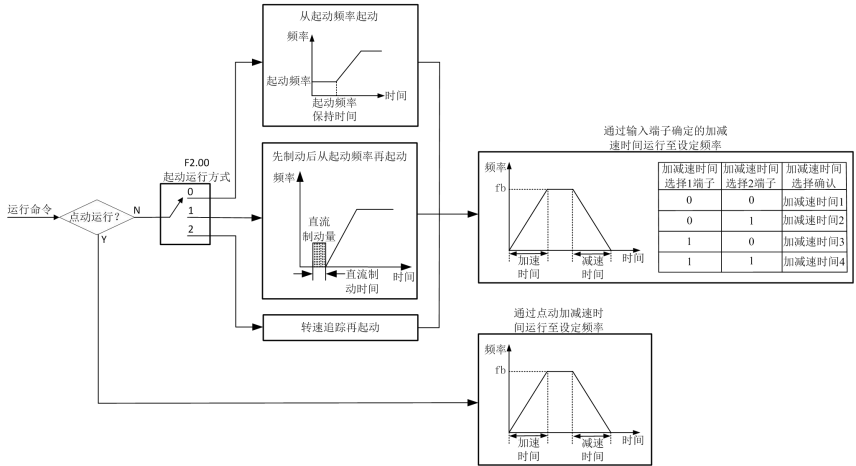 从起动频率起动
频率
起动频率
时间
起动频率
保持时间
先制动后从起动频率再起动
频率
直流
制动量
直流制
动时间
时间
转速追踪再起动
F2.00
起动运行方式
0
1
2
运行命令
点动运行?
N
Y
通过输入端子确定的加减
速时间运行至设定频率
频率
fb
加速
时间
减速
时间
时间
加减速时间
选择1端子
加减速时间
选择2端子
加减速时间
选择确认
0 0 加减速时间1
0 1 加减速时间2
1 0 加减速时间3
1 1 加减速时间4
通过点动加减速时
间运行至设定频率
频率
fb
加速
时间
减速
时间
时间